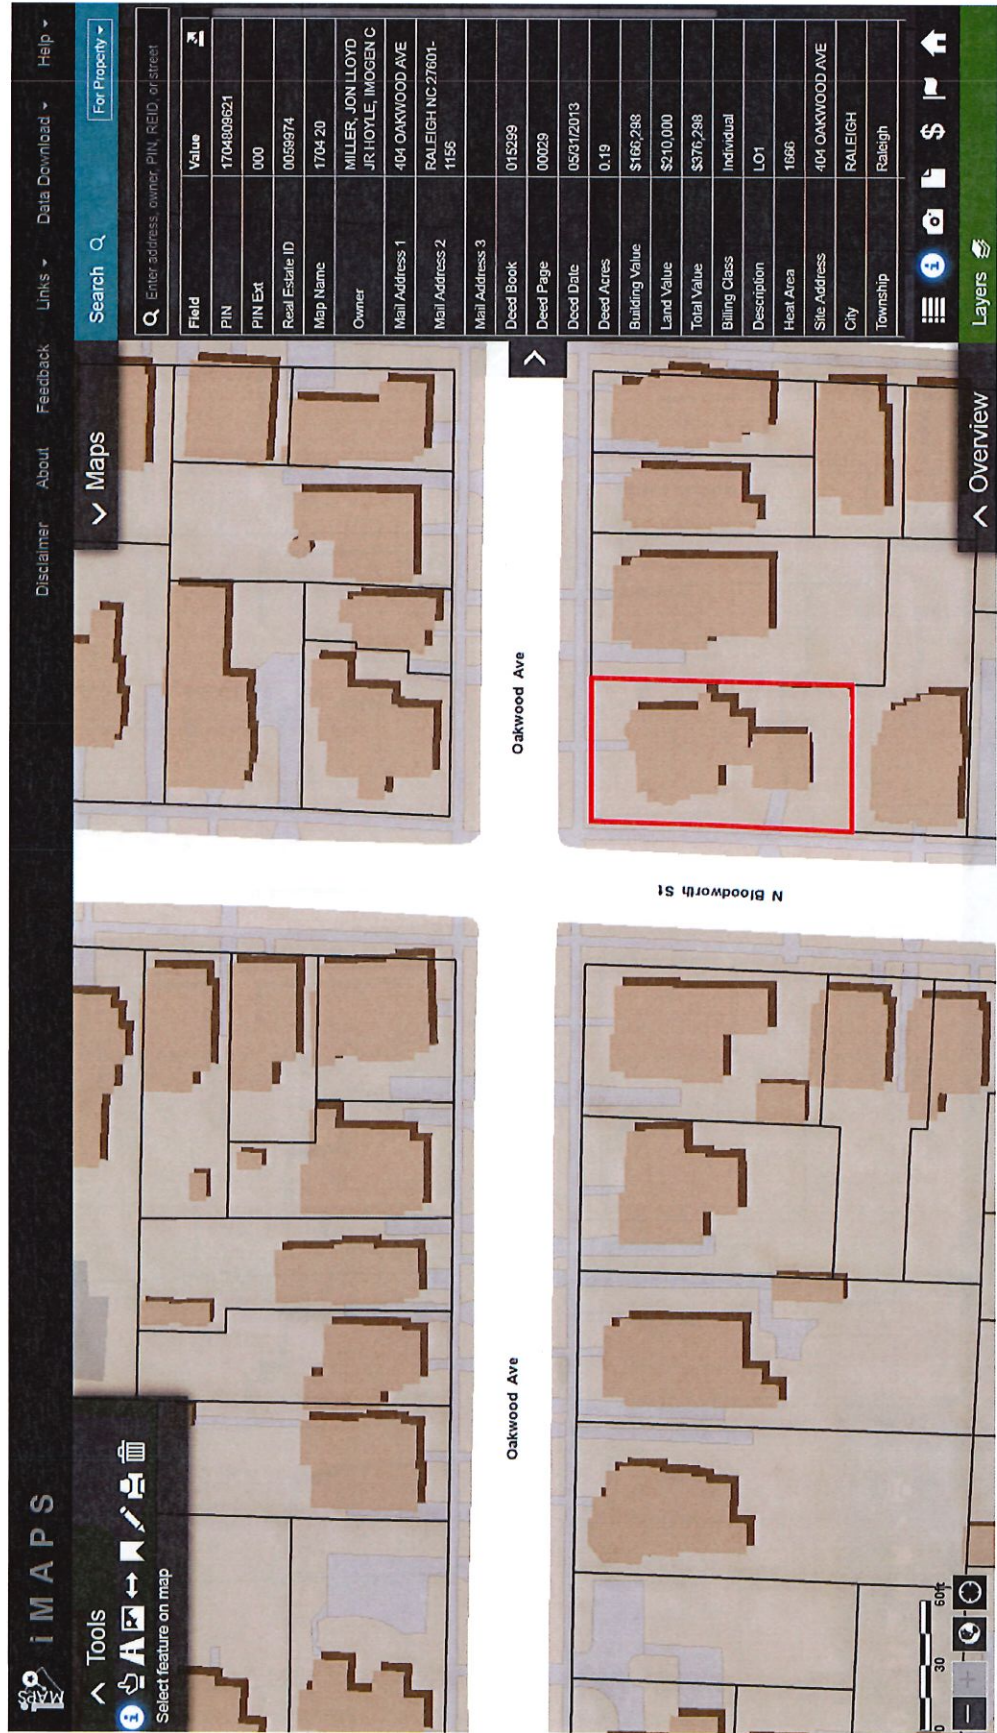 iMAPS
Disclaimer About Feedback Links Data Download Help
MAPS
Tools
Select feature on map
Maps
Search
For Property
Enter address, owner, PIN, REID, or street
Field Value
PIN 1704809621
PIN Ext 000
Real Estate ID 0059974
Map Name 1704 20
Owner MILLER, JON LLOYD
JR HOYLE, IMOGEN C
Mail Address 1 404 OAKWOOD AVE
Mail Address 2 RALEIGH NC 27601-
1156
Mail Address 3
Deed Book 015299
Deed Page 00029
Deed Date 05/31/2013
Deed Acres 0.19
Building Value $166,298
Land Value $210,000
Total Value $376,298
Billing Class Individual
Description LO1
Heat Area 1666
Site Address 404 OAKWOOD AVE
City RALEIGH
Township Raleigh
Layers
Oakwood Ave
Oakwood Ave
N Bloodworth St
0 30 60ft
Overview